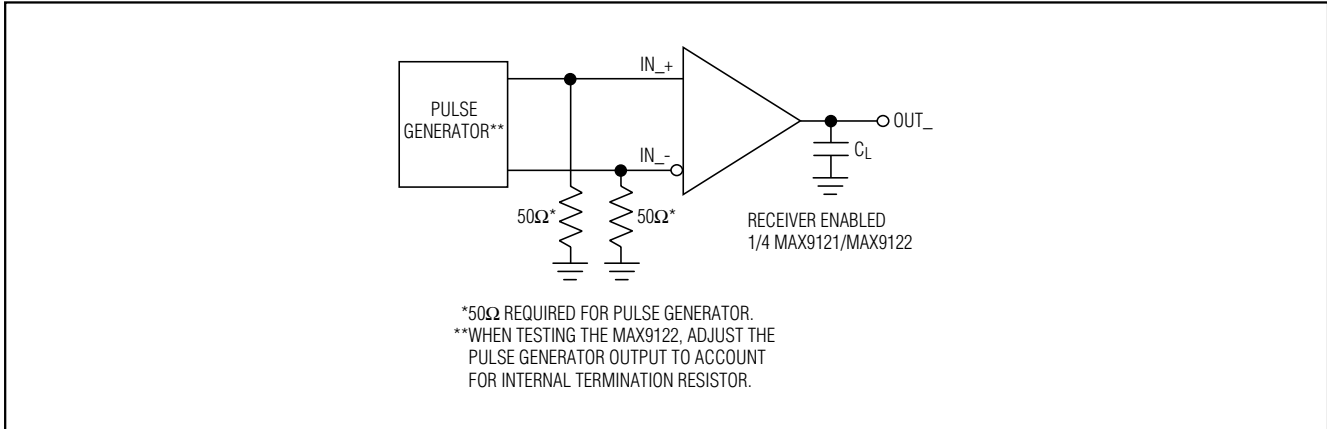 IN_+
PULSE
GENERATOR**
OUT_
IN_-
CL
50Ω*
50Ω*
RECEIVER ENABLED
1/4 MAX9121/MAX9122
*50Ω REQUIRED FOR PULSE GENERATOR.
**WHEN TESTING THE MAX9122, ADJUST THE
PULSE GENERATOR OUTPUT TO ACCOUNT
FOR INTERNAL TERMINATION RESISTOR.